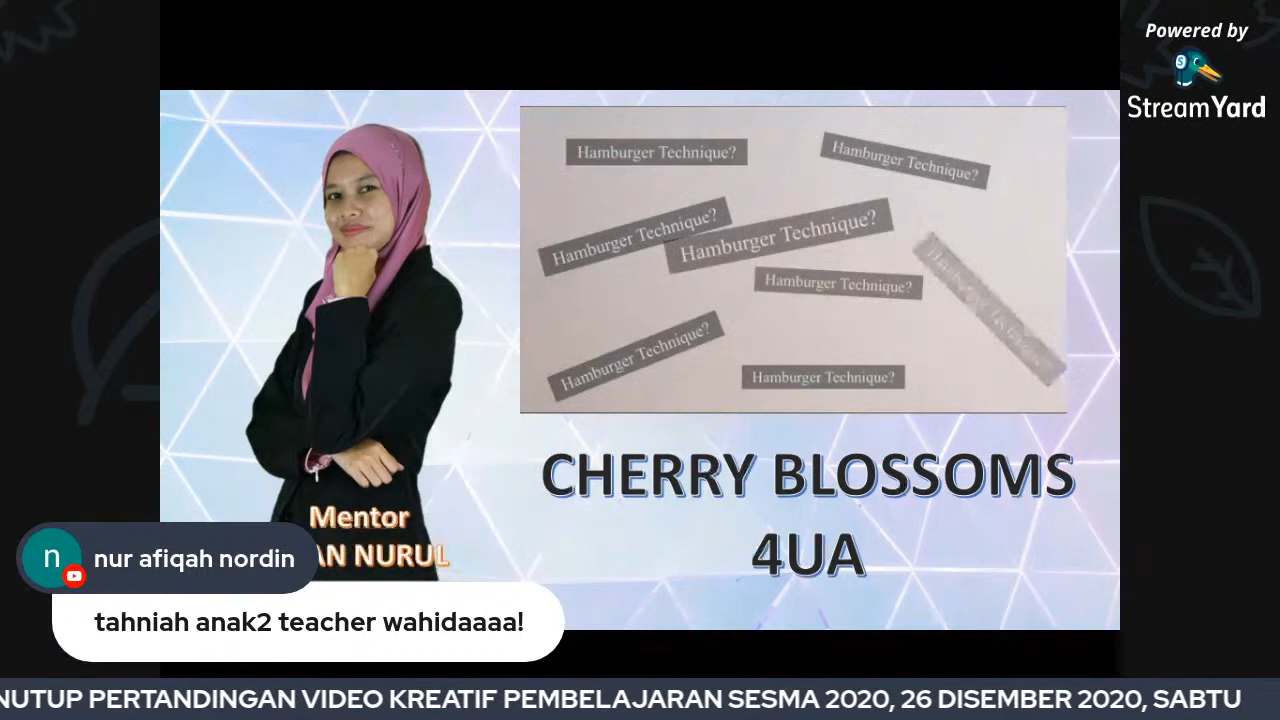 Powered by
StreamYard
Hamburger Technique?
Hamburger Technique?
Hamburger Technique?
Hamburger Technique?
Hamburger Technique?
Hamburger Technique?
Hamburger Technique?
CHERRY BLOSSOMS
4UA
Mentor
NURUL
n
nur afiqah nordin
tahniah anak2 teacher wahidaaaa!
PERTANDINGAN VIDEO KREATIF PEMBELAJARAN SESMA 2020, 26 DISEMBER 2020, SABTU